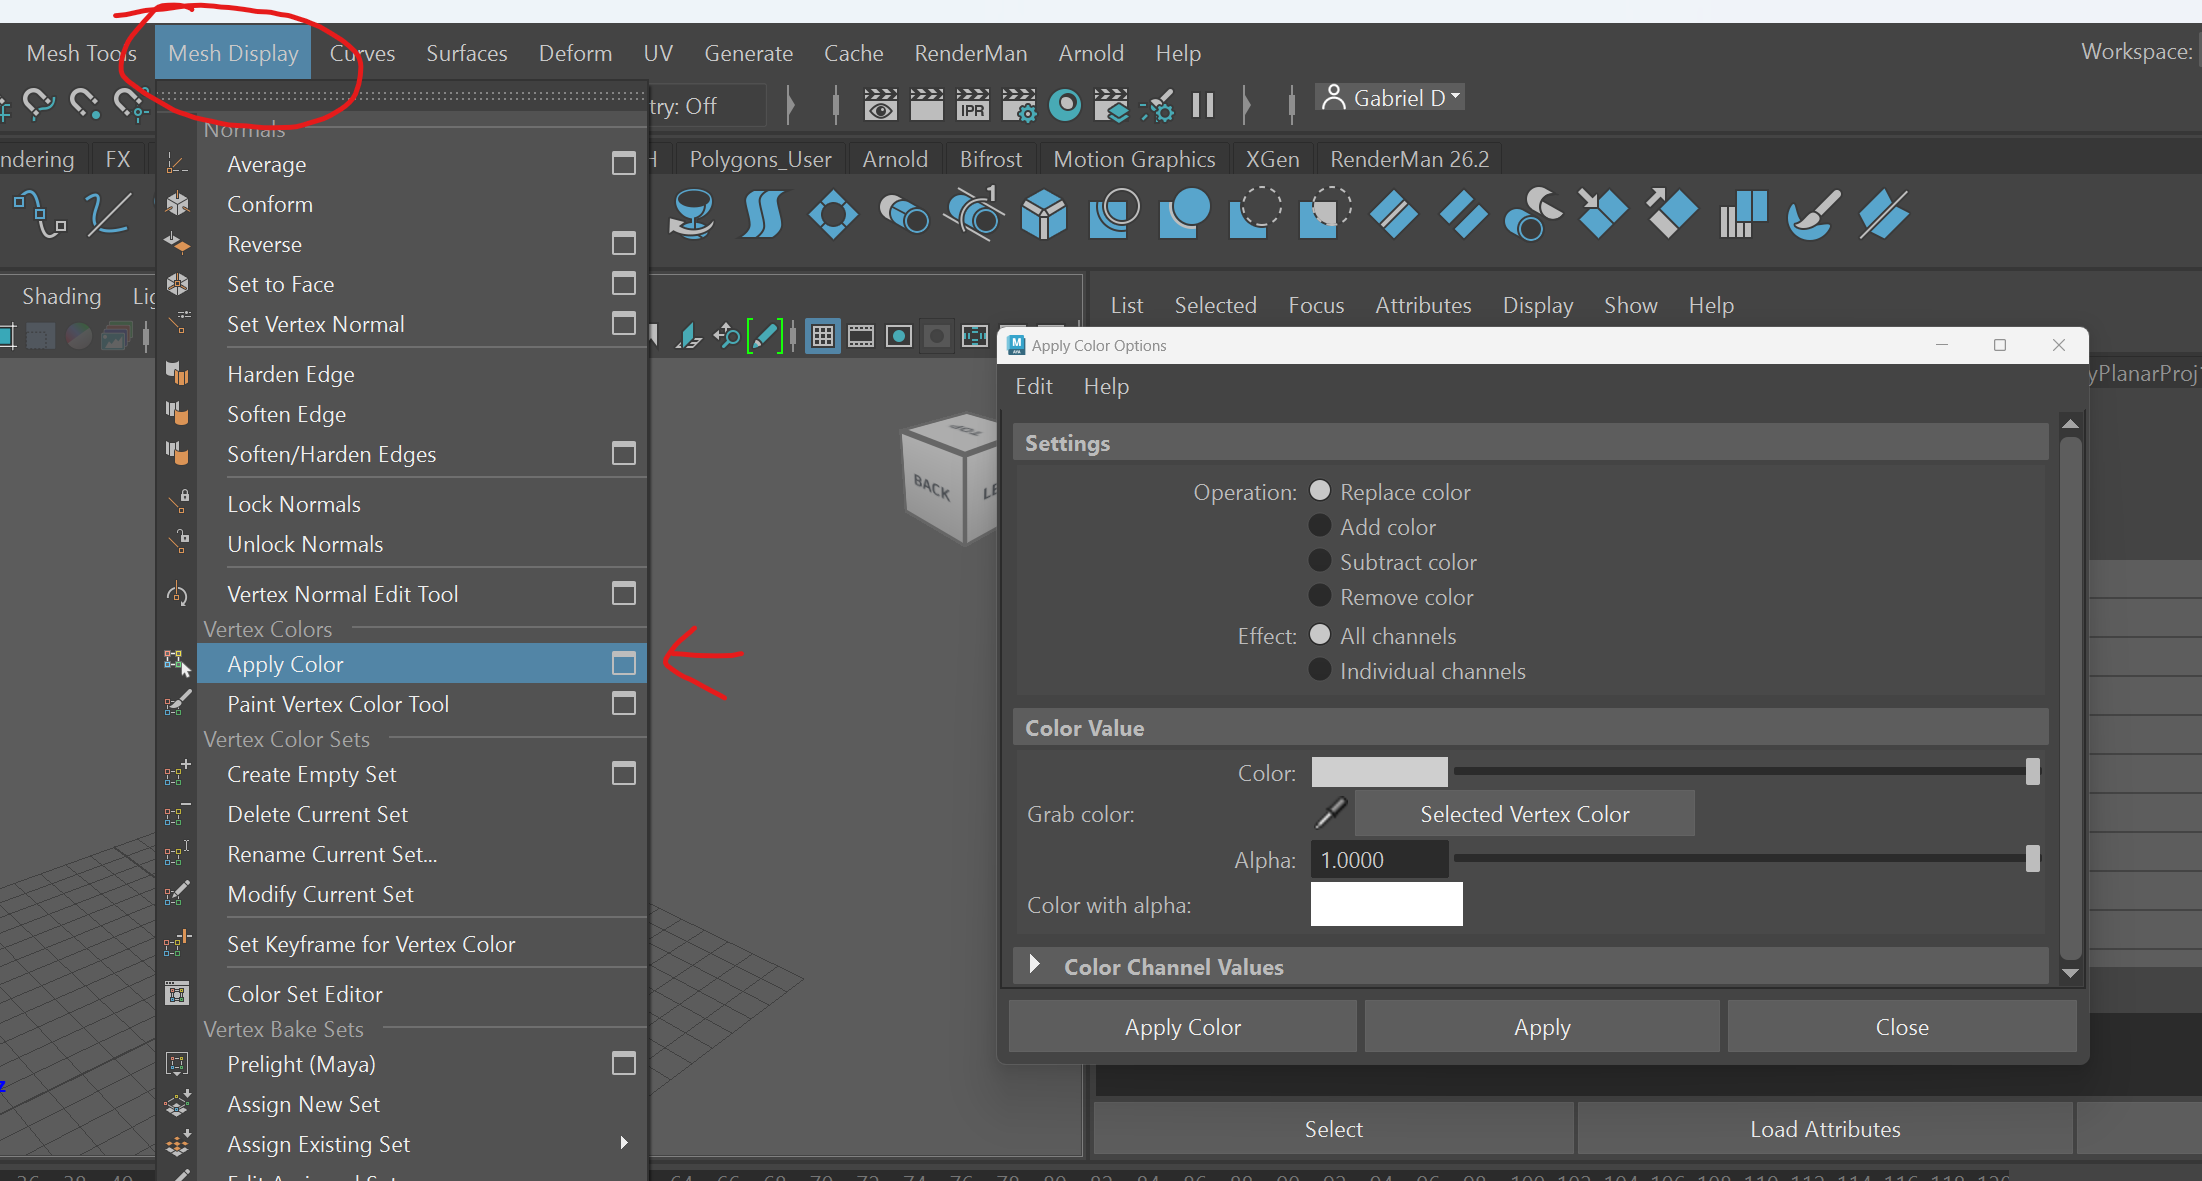 Mesh Tools Mesh Display Curves Surfaces Deform UV Generate Cache RenderMan Arnold Help Workspace:
try: Off IPR Gabriel D
ndering FX Polygons_User Arnold Bifrost Motion Graphics XGen RenderMan 26.2
1
Shading Lig
List Selected Focus Attributes Display Show Help
Normals
Average
Conform
Reverse
Set to Face
Set Vertex Normal
Harden Edge
Soften Edge
Soften/Harden Edges
Lock Normals
Unlock Normals
Vertex Normal Edit Tool
Vertex Colors
Apply Color
Paint Vertex Color Tool
Vertex Color Sets
Create Empty Set
Delete Current Set
Rename Current Set...
Modify Current Set
Set Keyframe for Vertex Color
Color Set Editor
Vertex Bake Sets
Prelight (Maya)
Assign New Set
Assign Existing Set
TOP
BACK LE
z
Apply Color Options
yPlanarProj
Edit Help
Settings
Operation: Replace color
Add color
Subtract color
Remove color
Effect: All channels
Individual channels
Color Value
Color:
Grab color: Selected Vertex Color
Alpha: 1.0000
Color with alpha:
Color Channel Values
Apply Color Apply Close
Select Load Attributes